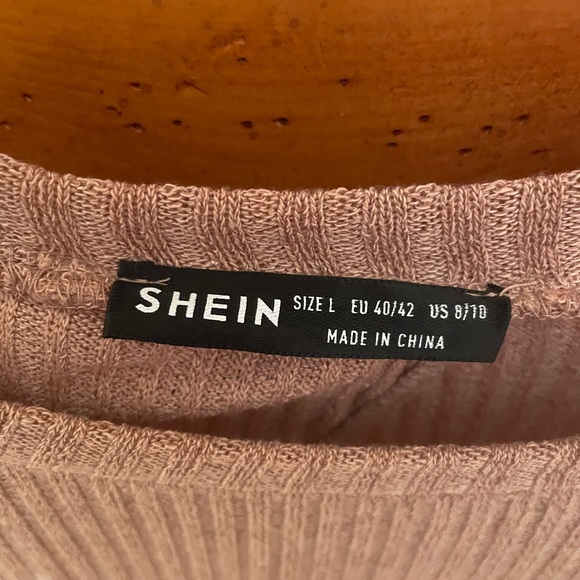 SHEIN SIZE L EU 40/42 US 8/10
MADE IN CHINA